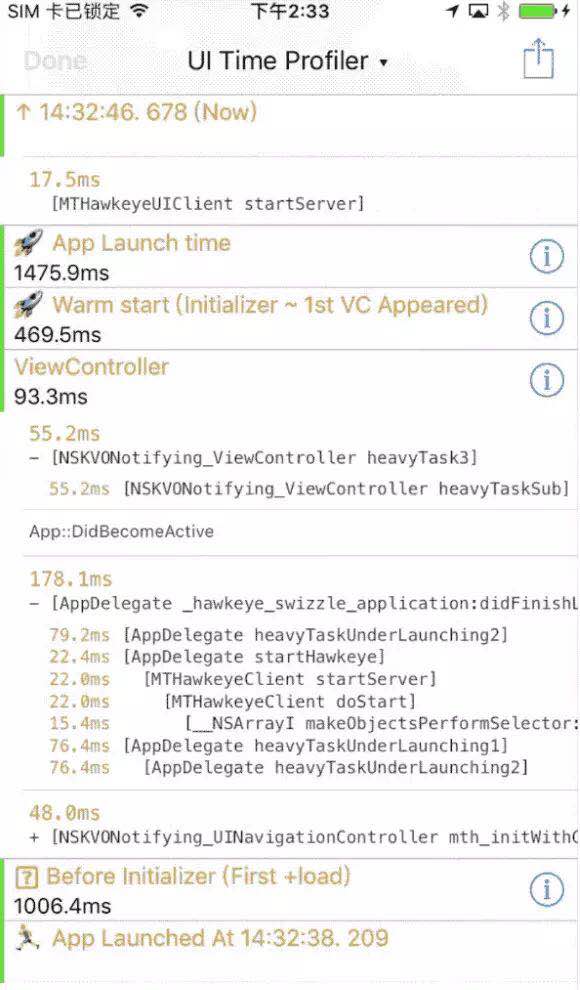 SIM 卡已锁定 下午2:33
Done UI Time Profiler ▾
↑ 14:32:46. 678 (Now)
17.5ms
[MTHawkeyeUIClient startServer]
🚀 App Launch time
1475.9ms
🚀 Warm start (Initializer ~ 1st VC Appeared)
469.5ms
ViewController
93.3ms
55.2ms
− [NSKVONotifying_ViewController heavyTask3]
55.2ms [NSKVONotifying_ViewController heavyTaskSub]
App::DidBecomeActive
178.1ms
− [AppDelegate _hawkeye_swizzle_application:didFinishL
79.2ms [AppDelegate heavyTaskUnderLaunching2]
22.4ms [AppDelegate startHawkeye]
22.0ms [MTHawkeyeClient startServer]
22.0ms [MTHawkeyeClient doStart]
15.4ms [__NSArrayI makeObjectsPerformSelector:
76.4ms [AppDelegate heavyTaskUnderLaunching1]
76.4ms [AppDelegate heavyTaskUnderLaunching2]
48.0ms
+ [NSKVONotifying_UINavigationController mth_initWithC
Before Initializer (First +load)
1006.4ms
🏃 App Launched At 14:32:38. 209